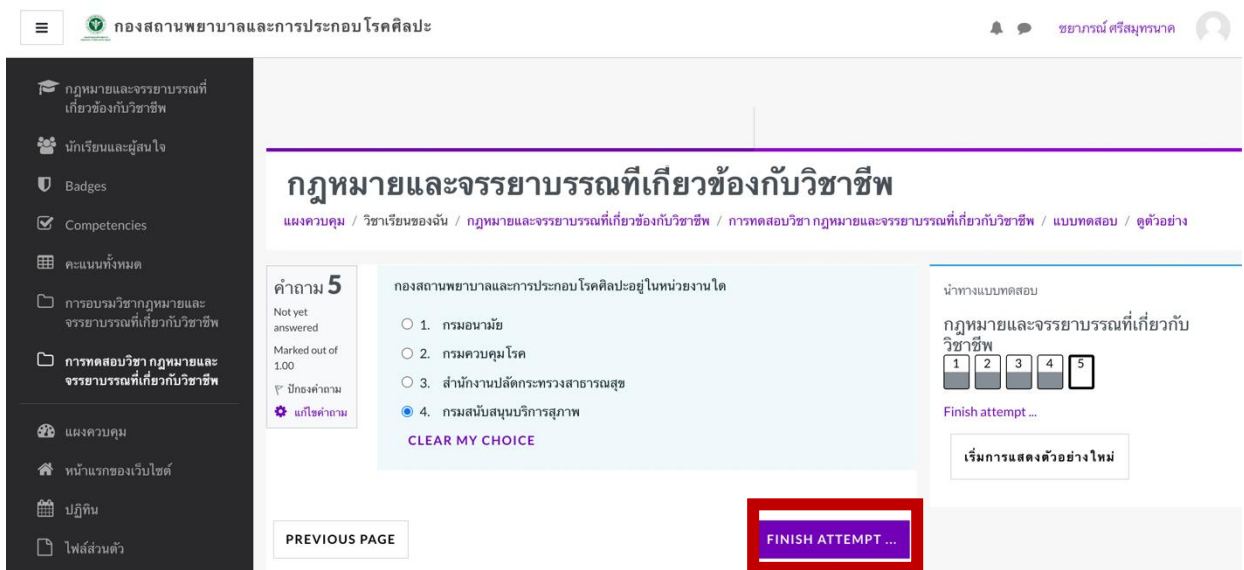 กองสถานพยาบาลและการประกอบโรคศิลปะ
ชยาภรณ์ ศรีสมุทรนาค
กฎหมายและจรรยาบรรณที่
เกี่ยวข้องกับวิชาชีพ
นักเรียนและผู้สนใจ
Badges
Competencies
คะแนนทั้งหมด
การอบรมวิชากฎหมายและ
จรรยาบรรณที่เกี่ยวกับวิชาชีพ
การทดสอบวิชา กฎหมายและ
จรรยาบรรณที่เกี่ยวกับวิชาชีพ
แผงควบคุม
หน้าแรกของเว็บไซต์
ปฏิทิน
ไฟล์ส่วนตัว
กฎหมายและจรรยาบรรณที่เกี่ยวข้องกับวิชาชีพ
แผงควบคุม / วิชาเรียนของฉัน / กฎหมายและจรรยาบรรณที่เกี่ยวข้องกับวิชาชีพ / การทดสอบวิชา กฎหมายและจรรยาบรรณที่เกี่ยวกับวิชาชีพ / แบบทดสอบ / ดูตัวอย่าง
คำถาม 5
Not yet
answered
Marked out of
1.00
ปักธงคำถาม
แก้ไขคำถาม
กองสถานพยาบาลและการประกอบโรคศิลปะอยู่ในหน่วยงานใด
1. กรมอนามัย
2. กรมควบคุมโรค
3. สำนักงานปลัดกระทรวงสาธารณสุข
4. กรมสนับสนุนบริการสุขภาพ
CLEAR MY CHOICE
PREVIOUS PAGE
FINISH ATTEMPT ...
นำทางแบบทดสอบ
กฎหมายและจรรยาบรรณที่เกี่ยวกับ
วิชาชีพ
1 2 3 4 5
Finish attempt ...
เริ่มการแสดงตัวอย่างใหม่